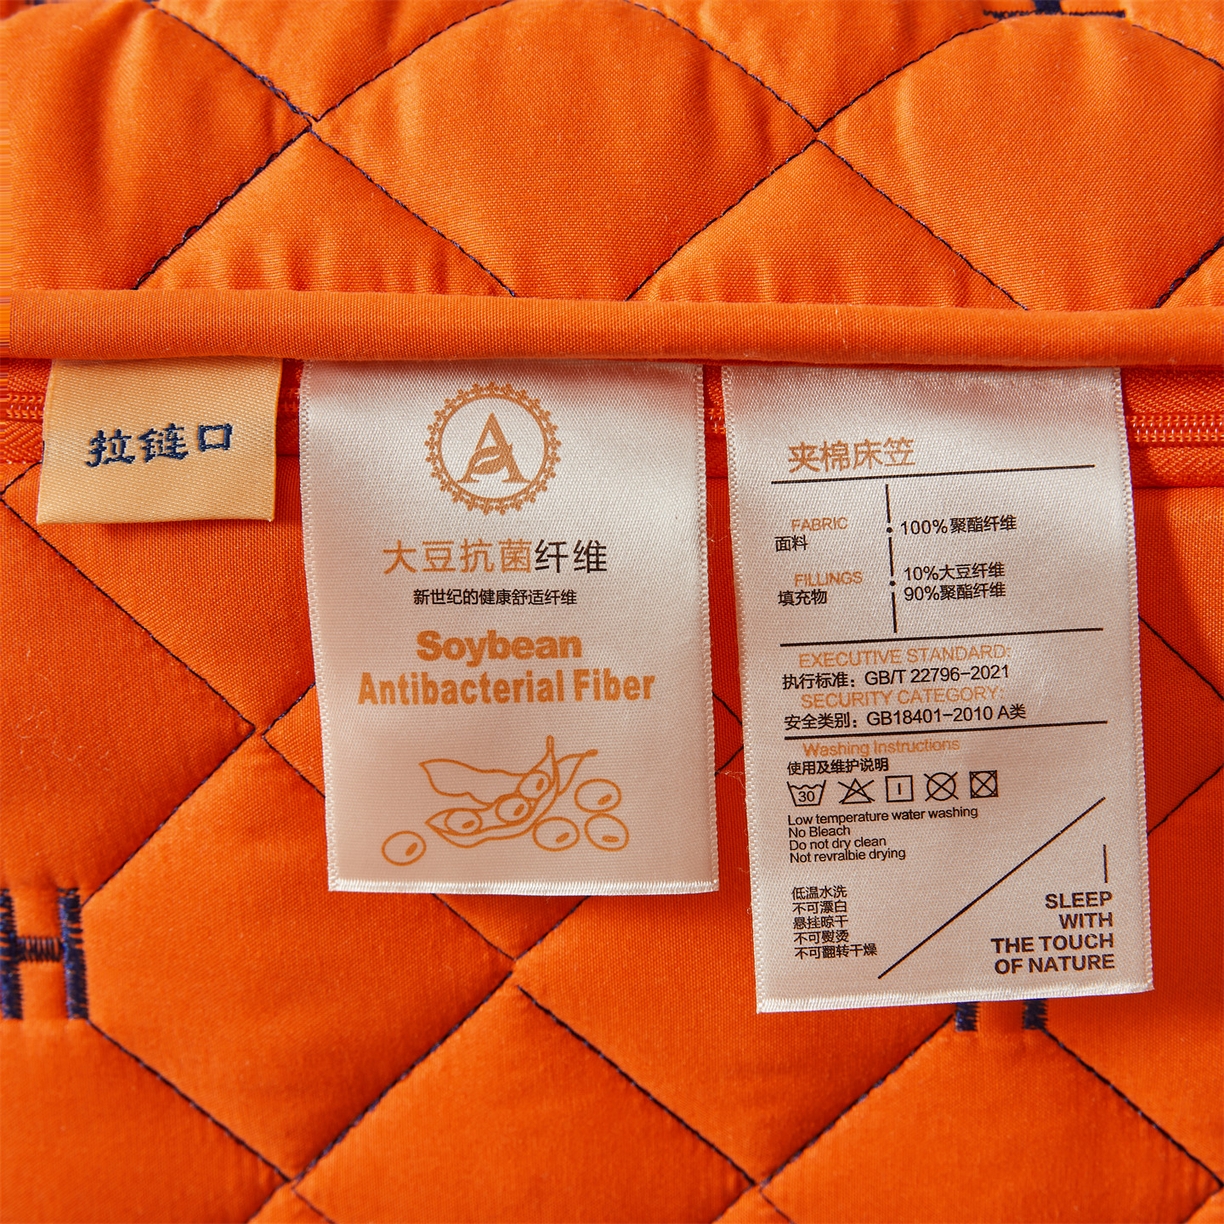 拉链口
A
大豆抗菌纤维
新世纪的健康舒适纤维
Soybean
Antibacterial Fiber
夹棉床笠
FABRIC
面料
100%聚酯纤维
FILLINGS
填充物
10%大豆纤维
90%聚酯纤维
EXECUTIVE STANDARD:
执行标准：GB/T 22796-2021
SECURITY CATEGORY:
安全类别：GB18401-2010 A类
Washing Instructions
使用及维护说明
30
Low temperature water washing
No Bleach
Do not dry clean
Not revralbie drying
低温水洗
不可漂白
悬挂晾干
不可熨烫
不可翻转干燥
SLEEP
WITH
THE TOUCH
OF NATURE